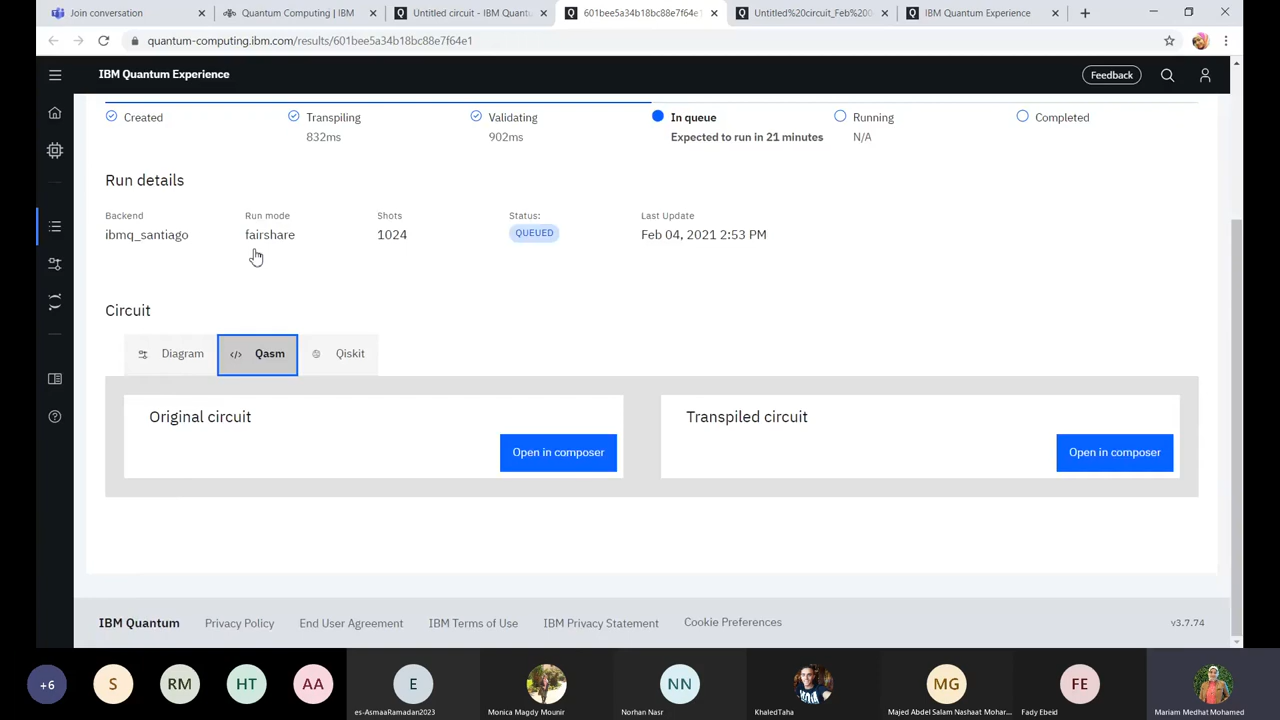 Join conversation
Quantum Computing | IBM
Untitled circuit - IBM Quantu
601bee5a34b18bc88e7f64e1
Untitled%20circuit_Feb%200
IBM Quantum Experience
quantum-computing.ibm.com/results/601bee5a34b18bc88e7f64e1
IBM Quantum Experience
Feedback
Created
Transpiling
Validating
In queue
Running
Completed
832ms
902ms
Expected to run in 21 minutes
N/A
Run details
Backend
Run mode
Shots
Status:
Last Update
ibmq_santiago
fairshare
1024
QUEUED
Feb 04, 2021 2:53 PM
Circuit
Diagram
</> Qasm
Qiskit
Original circuit
Transpiled circuit
Open in composer
Open in composer
IBM Quantum
Privacy Policy
End User Agreement
IBM Terms of Use
IBM Privacy Statement
Cookie Preferences
v3.7.74
+6
S
RM
HT
AA
E
NN
MG
FE
es-AsmaaRamadan2023
Monica Magdy Mounir
Norhan Nasr
KhaledTaha
Majed Abdel Salam Nashaat Mohar...
Fady Ebeid
Mariam Medhat Mohamed